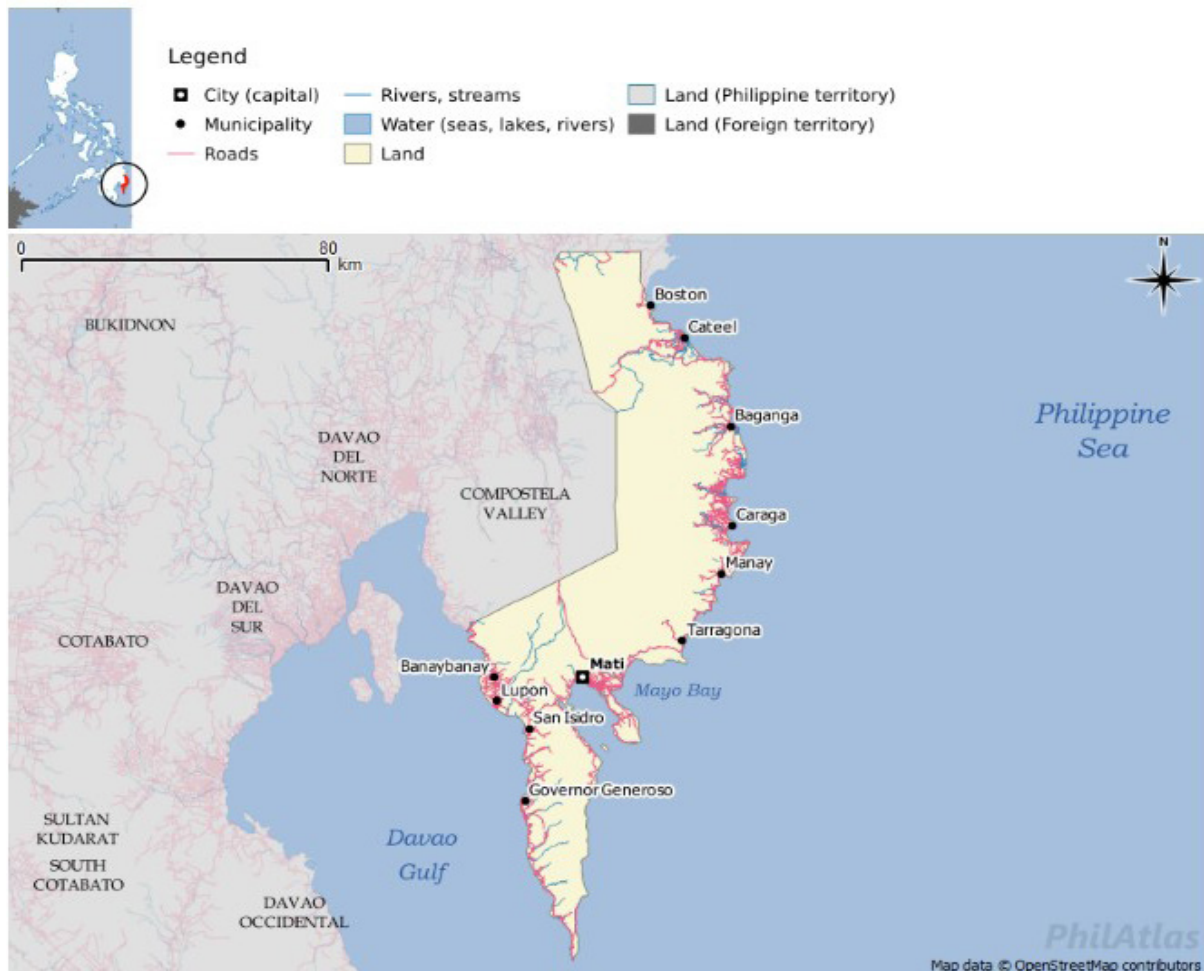 Legend
City (capital)
Municipality
Roads
Rivers, streams
Water (seas, lakes, rivers)
Land
Land (Philippine territory)
Land (Foreign territory)
0 80
km
N
Boston
BUKIDNON
Cateel
Philippine
Sea
Baganga
DAVAO
DEL
NORTE
COMPOSTELA
VALLEY
Caraga
Manay
DAVAO
DEL
SUR
COTABATO
Tarragona
Banaybanay
Mati
Lupon
Mayo Bay
San Isidro
Governor Generoso
SULTAN
KUDARAT
SOUTH
COTABATO
Davao
Gulf
DAVAO
OCCIDENTAL
PhilAtlas
Map data © OpenStreetMap contributors